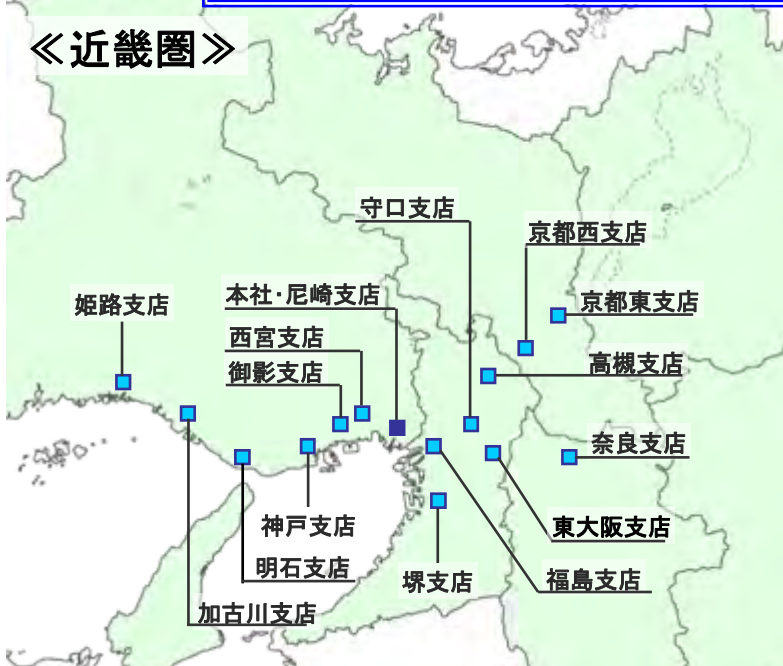 ≪近畿圏≫
守口支店
京都西支店
本社・尼崎支店
姫路支店
京都東支店
西宮支店
御影支店
高槻支店
奈良支店
神戸支店
東大阪支店
明石支店
堺支店
福島支店
加古川支店